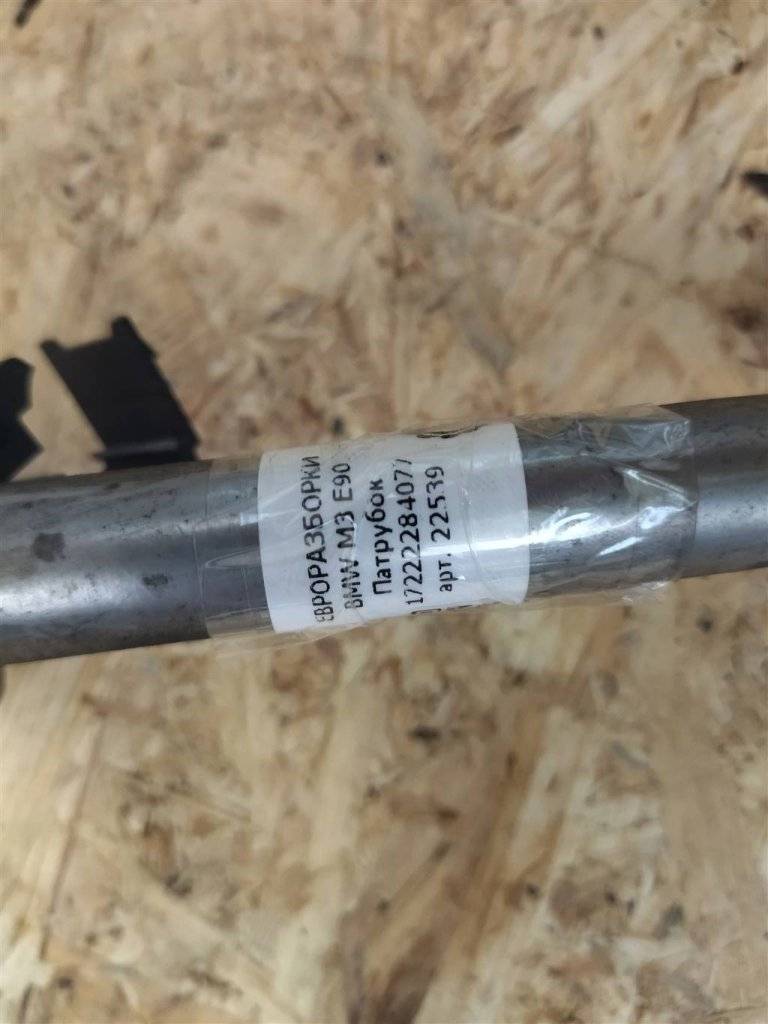 ЕВРОРАЗБОРКИ
BMW M3 E90
Патрубок
17222284077
арт. 22539